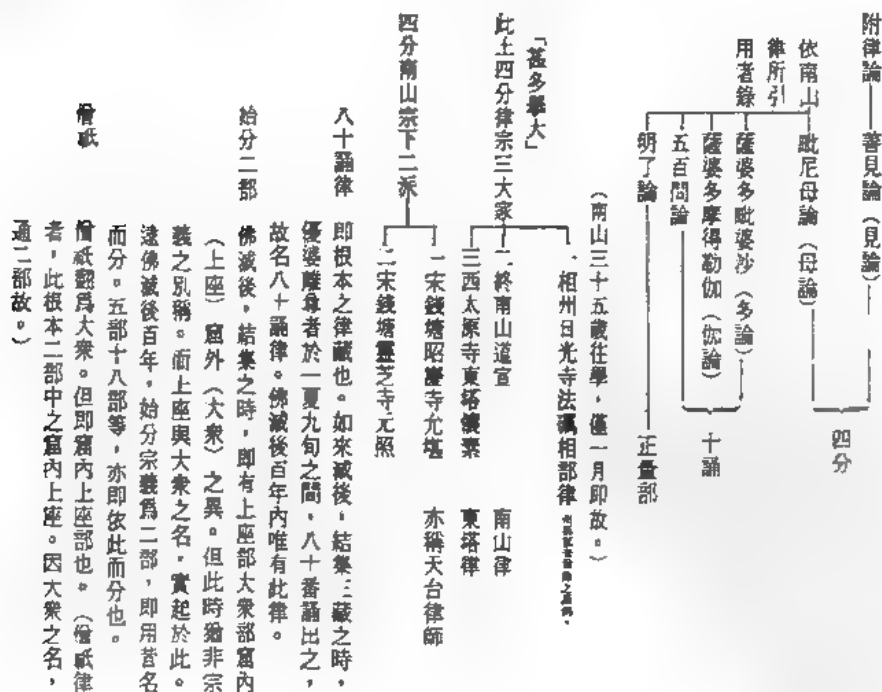 附律論
善見論（見論）
依南山
律所引
用者錄
毗尼母論（母論）
薩婆多毗婆沙（多論）
薩婆多摩得勒伽（伽論）
五百問論
明了論
四分
十誦
正量部
（南山三十五歲往學，僅一月即故。）
「甚多學大」
此上四分律宗三大家
一、相州日光寺法礪相部律
二、終南山道宣 南山律
三西太原寺東塔懷素 東塔律
四分南山宗下二派
一宋錢塘昭慶寺允堪 亦稱天台律師
二宋錢塘靈芝寺元照
八十誦律 即根本之律藏也。如來滅後，結集三藏之時，
優婆離尊者於一夏九旬之間，八十番誦出之，
故名八十誦律。佛滅後百年內唯有此律。
始分二部 佛滅後，結集之時，即有上座部大眾部窟內
（上座）窟外（大眾）之異。但此時猶非宗
義之別稱。而上座與大眾之名，實起於此。
逮佛滅後百年，始分宗義爲二部，即用昔名
而分。五部十八部等，亦即依此而分也。
僧祇 僧祇翻爲大衆。但即窟內上座部也。（僧祇律
者，此根本二部中之窟內上座。因大衆之名，
通二部故。）